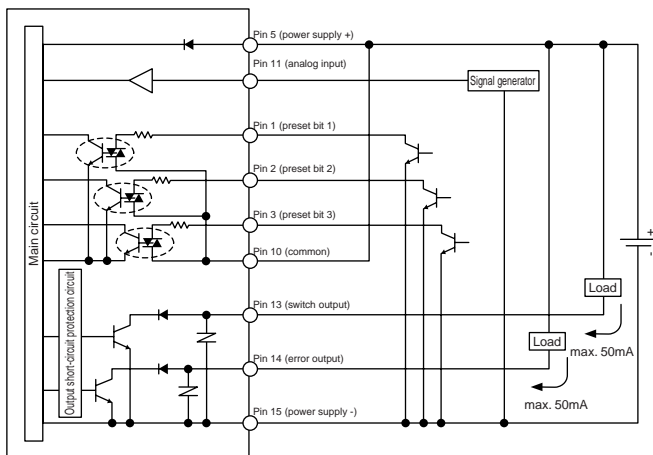 Pin 5 (power supply +)
Pin 11 (analog input)
Signal generator
Pin 1 (preset bit 1)
Pin 2 (preset bit 2)
Pin 3 (preset bit 3)
Pin 10 (common)
Main circuit
Output short-circuit protection circuit
+
-
Pin 13 (switch output)
Load
max. 50mA
Pin 14 (error output)
Load
max. 50mA
Pin 15 (power supply -)